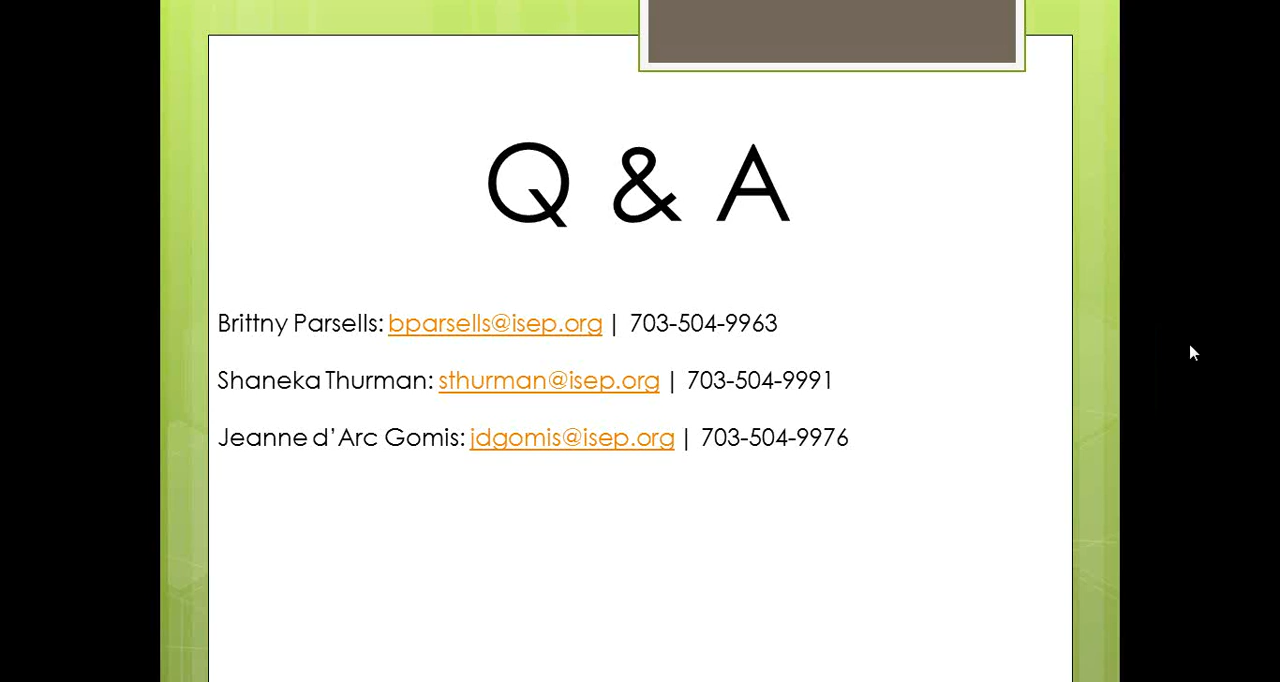 Q & A
Brittny Parsells: bparsells@isep.org | 703-504-9963
Shaneka Thurman: sthurman@isep.org | 703-504-9991
Jeanne d’Arc Gomis: jdgomis@isep.org | 703-504-9976